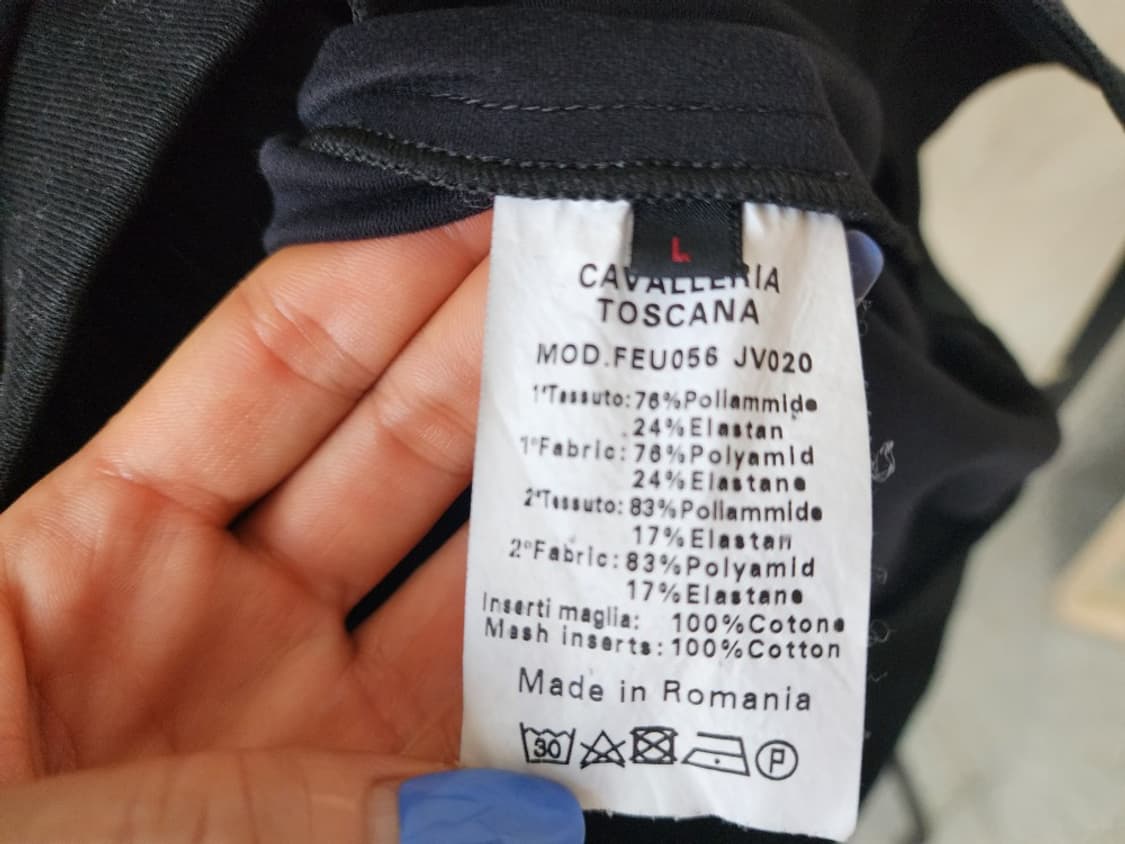 L
CAVALLERIA
TOSCANA
MOD.FEU056 JV020
1°Tessuto:76%Poliammide
24%Elastan
1°Fabric:76%Polyamid
24%Elastane
2°Tessuto:83%Poliammide
17%Elastan
2°Fabric:83%Polyamid
17%Elastane
Inserti maglia: 100%Cotone
Mesh inserts:100%Cotton
Made in Romania
30 P